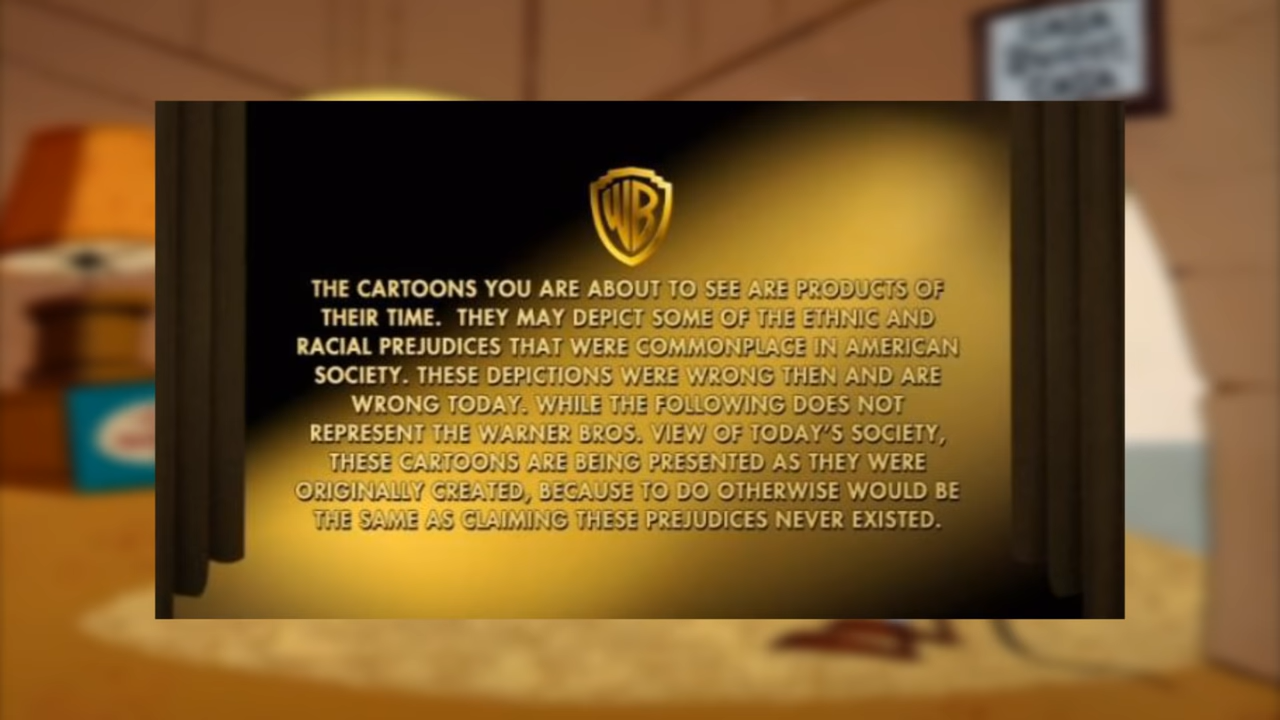 WB
THE CARTOONS YOU ARE ABOUT TO SEE ARE PRODUCTS OF
THEIR TIME. THEY MAY DEPICT SOME OF THE ETHNIC AND
RACIAL PREJUDICES THAT WERE COMMONPLACE IN AMERICAN
SOCIETY. THESE DEPICTIONS WERE WRONG THEN AND ARE
WRONG TODAY. WHILE THE FOLLOWING DOES NOT
REPRESENT THE WARNER BROS. VIEW OF TODAY'S SOCIETY,
THESE CARTOONS ARE BEING PRESENTED AS THEY WERE
ORIGINALLY CREATED, BECAUSE TO DO OTHERWISE WOULD BE
THE SAME AS CLAIMING THESE PREJUDICES NEVER EXISTED.